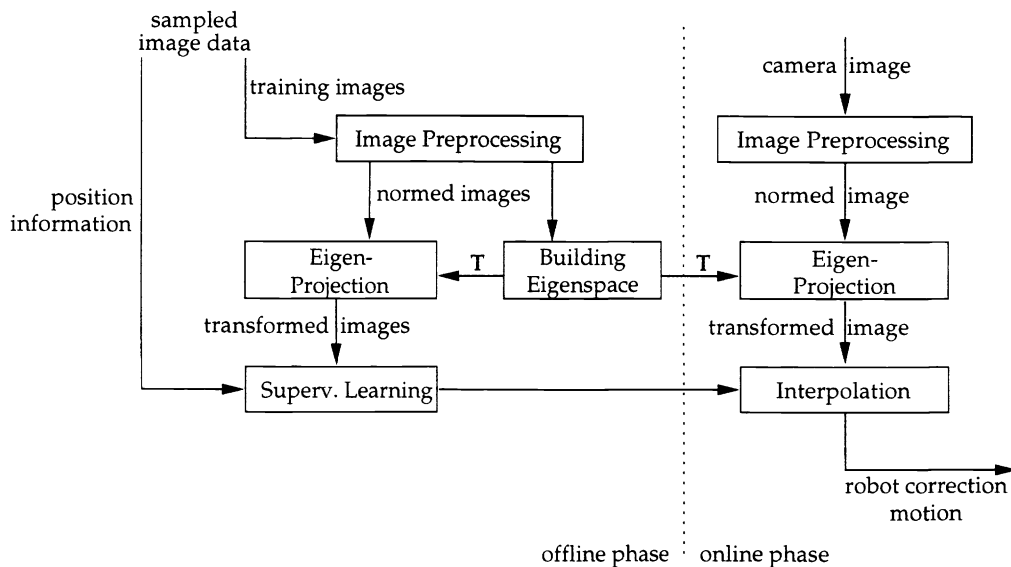 sampled
image data
training images
camera image
Image Preprocessing
Image Preprocessing
position
information
normed images
normed image
Eigen-
Projection
T
Building
Eigenspace
T
Eigen-
Projection
transformed images
transformed image
Superv. Learning
Interpolation
robot correction
motion
offline phase
online phase